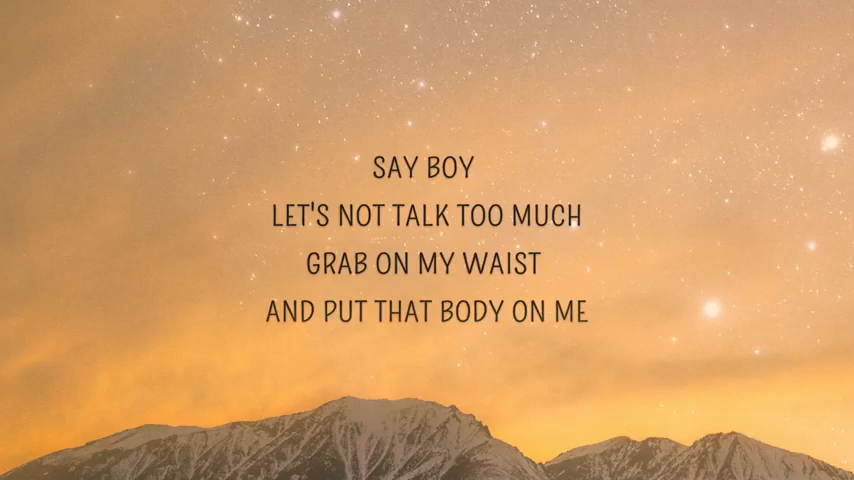 SAY BOY
LET'S NOT TALK TOO MUCH
GRAB ON MY WAIST
AND PUT THAT BODY ON ME